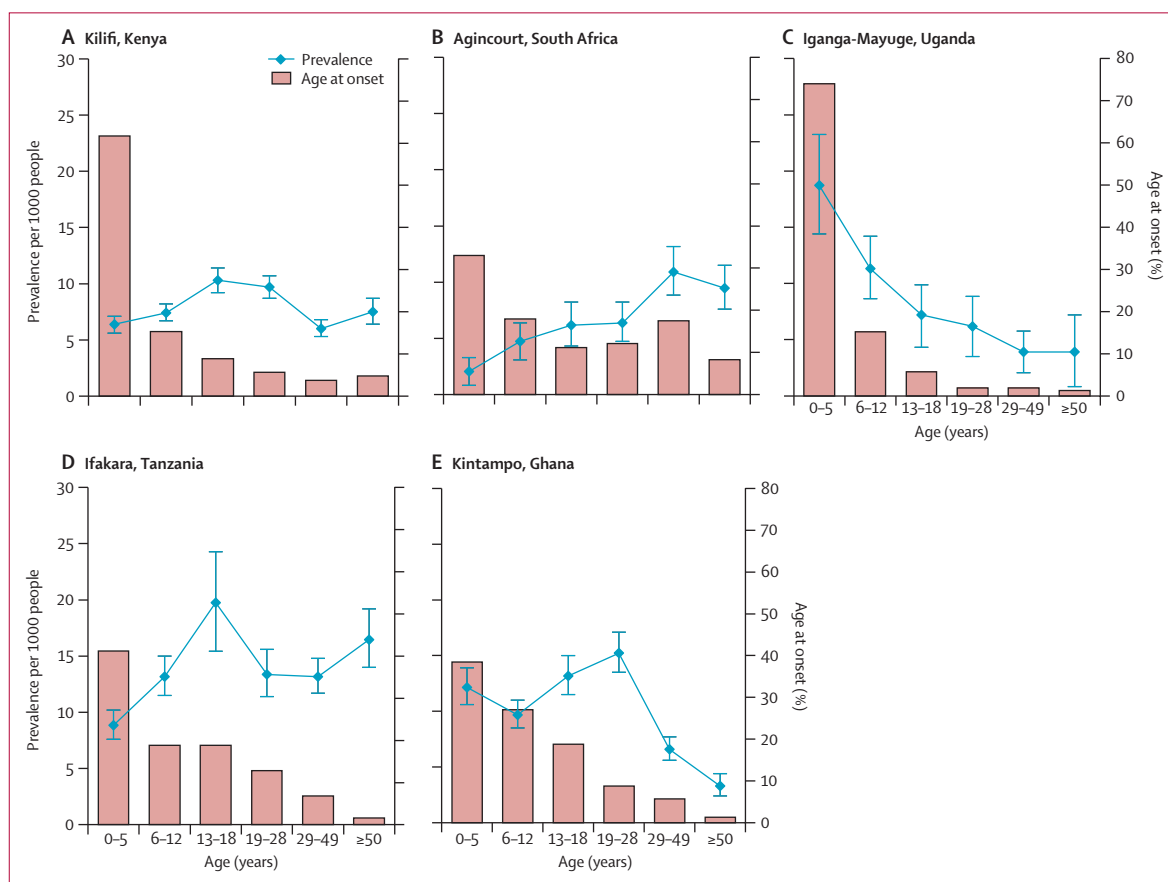 A Kilifi, Kenya
B Agincourt, South Africa
C Iganga-Mayuge, Uganda
Prevalence
Age at onset
30
25
20
15
10
5
0
Prevalence per 1000 people
80
70
60
50
40
30
20
10
0
Age at onset (%)
0–5 6–12 13–18 19–28 29–49 ≥50
Age (years)
D Ifakara, Tanzania
E Kintampo, Ghana
30
25
20
15
10
5
0
Prevalence per 1000 people
80
70
60
50
40
30
20
10
0
Age at onset (%)
0–5 6–12 13–18 19–28 29–49 ≥50
Age (years)
0–5 6–12 13–18 19–28 29–49 ≥50
Age (years)